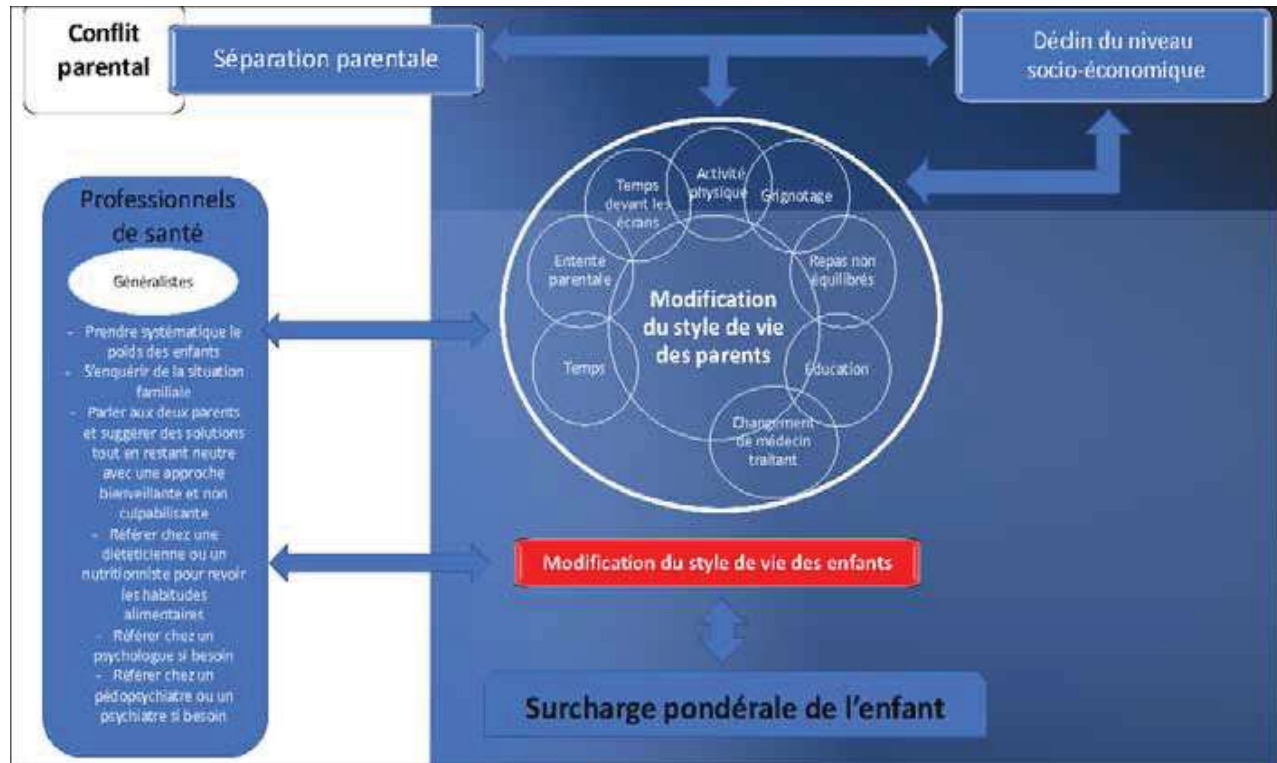 Conflit
parental
Séparation parentale
Déclin du niveau
socio-économique
Professionnels
de santé
Généralistes
- Prendre systématique le
poids des enfants
- S'enquérir de la situation
familiale
- Parler aux deux parents
et suggérer des solutions
tout en restant neutre
avec une approche
bienveillante et non
culpabilisante
- Référer chez une
diététicienne ou un
nutritionniste pour revoir
les habitudes
alimentaires
- Référer chez un
psychologue si besoin
- Référer chez un
pédopsychiatre ou un
psychiatre si besoin
Temps
devant les
écrans
Activité
physique
Grignotage
Entente
parentale
Repas non
équilibrés
Modification
du style de vie
des parents
Temps
Education
Changement
de médecin
traitant
Modification du style de vie des enfants
Surcharge pondérale de l'enfant